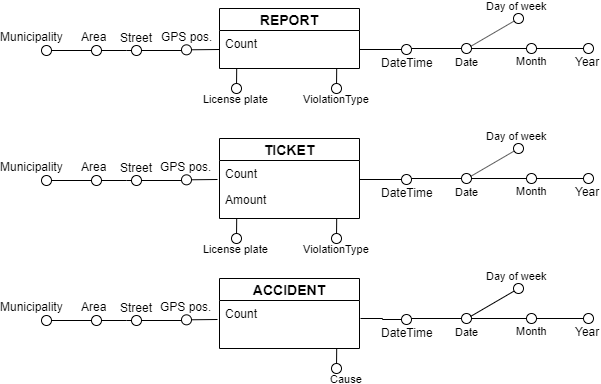 Day of week
REPORT
Municipality Area Street GPS pos.
Count
DateTime Date Month Year
License plate ViolationType
Day of week
TICKET
Municipality Area Street GPS pos.
Count
Amount
DateTime Date Month Year
License plate ViolationType
Day of week
ACCIDENT
Municipality Area Street GPS pos.
Count
DateTime Date Month Year
Cause